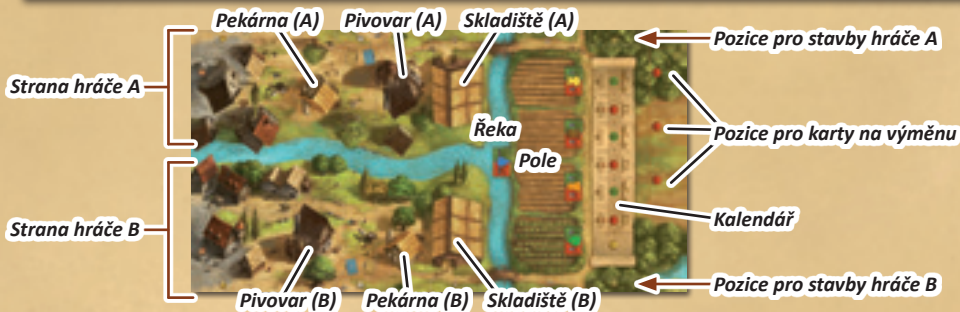 Pekárna (A)
Pivovar (A)
Skladiště (A)
Pozice pro stavby hráče A
Strana hráče A
Řeka
Pole
Pozice pro karty na výměnu
Strana hráče B
Kalendář
Pivovar (B)
Pekárna (B)
Skladiště (B)
Pozice pro stavby hráče B